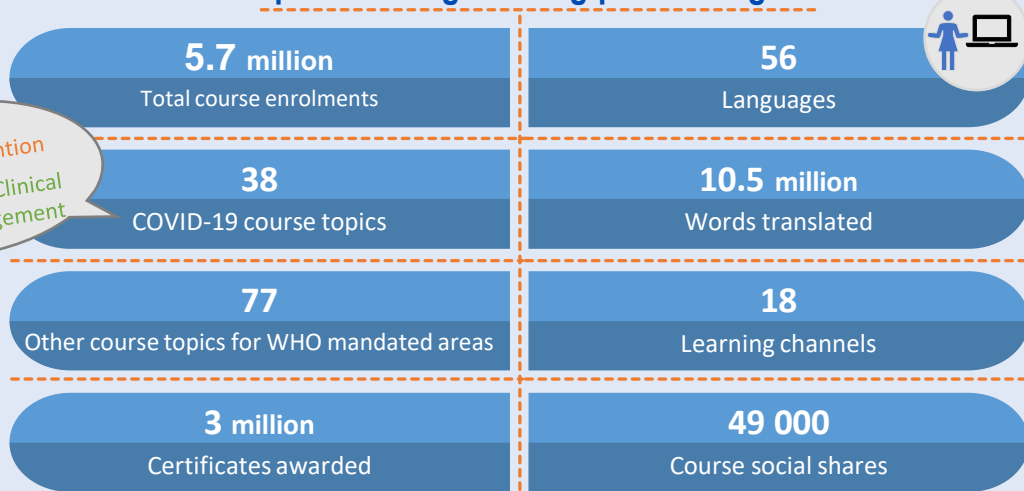 5.7 million
Total course enrolments
56
Languages
38
COVID-19 course topics
10.5 million
Words translated
77
Other course topics for WHO mandated areas
18
Learning channels
3 million
Certificates awarded
49 000
Course social shares
Clinical